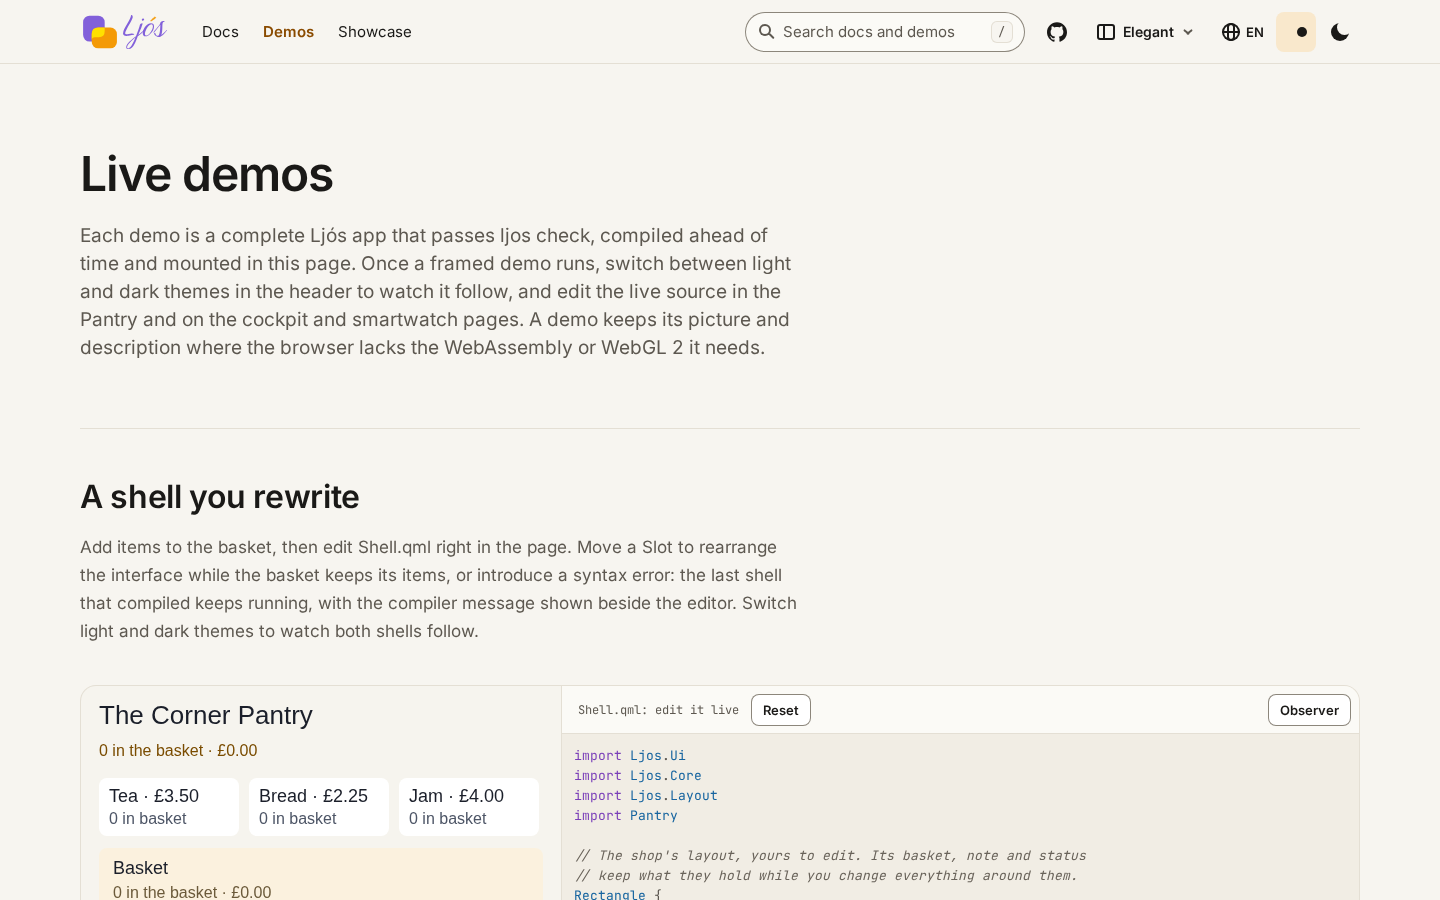 Ljós
Docs
Demos
Showcase
Search docs and demos
/
Elegant
EN
Live demos
Each demo is a complete Ljós app that passes ljos check, compiled ahead of
time and mounted in this page. Once a framed demo runs, switch between light
and dark themes in the header to watch it follow, and edit the live source in the
Pantry and on the cockpit and smartwatch pages. A demo keeps its picture and
description where the browser lacks the WebAssembly or WebGL 2 it needs.
A shell you rewrite
Add items to the basket, then edit Shell.qml right in the page. Move a Slot to rearrange
the interface while the basket keeps its items, or introduce a syntax error: the last shell
that compiled keeps running, with the compiler message shown beside the editor. Switch
light and dark themes to watch both shells follow.
The Corner Pantry
0 in the basket · £0.00
Tea · £3.50
0 in basket
Bread · £2.25
0 in basket
Jam · £4.00
0 in basket
Basket
0 in the basket · £0.00
Shell.qml: edit it live
Reset
Observer
import Ljos.Ui
import Ljos.Core
import Ljos.Layout
import Pantry
// The shop's layout, yours to edit. Its basket, note and status
// keep what they hold while you change everything around them.
Rectangle {